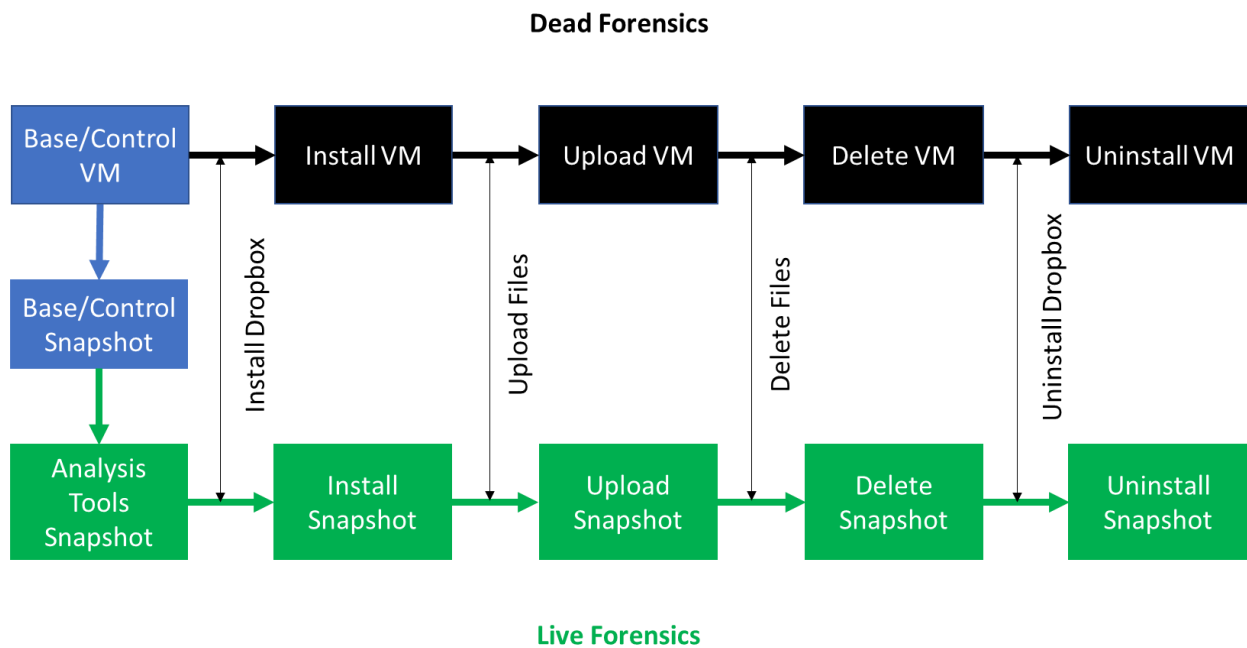 Dead Forensics
Base/Control
VM
Install VM
Upload VM
Delete VM
Uninstall VM
Install Dropbox
Upload Files
Delete Files
Uninstall Dropbox
Base/Control
Snapshot
Analysis
Tools
Snapshot
Install
Snapshot
Upload
Snapshot
Delete
Snapshot
Uninstall
Snapshot
Live Forensics